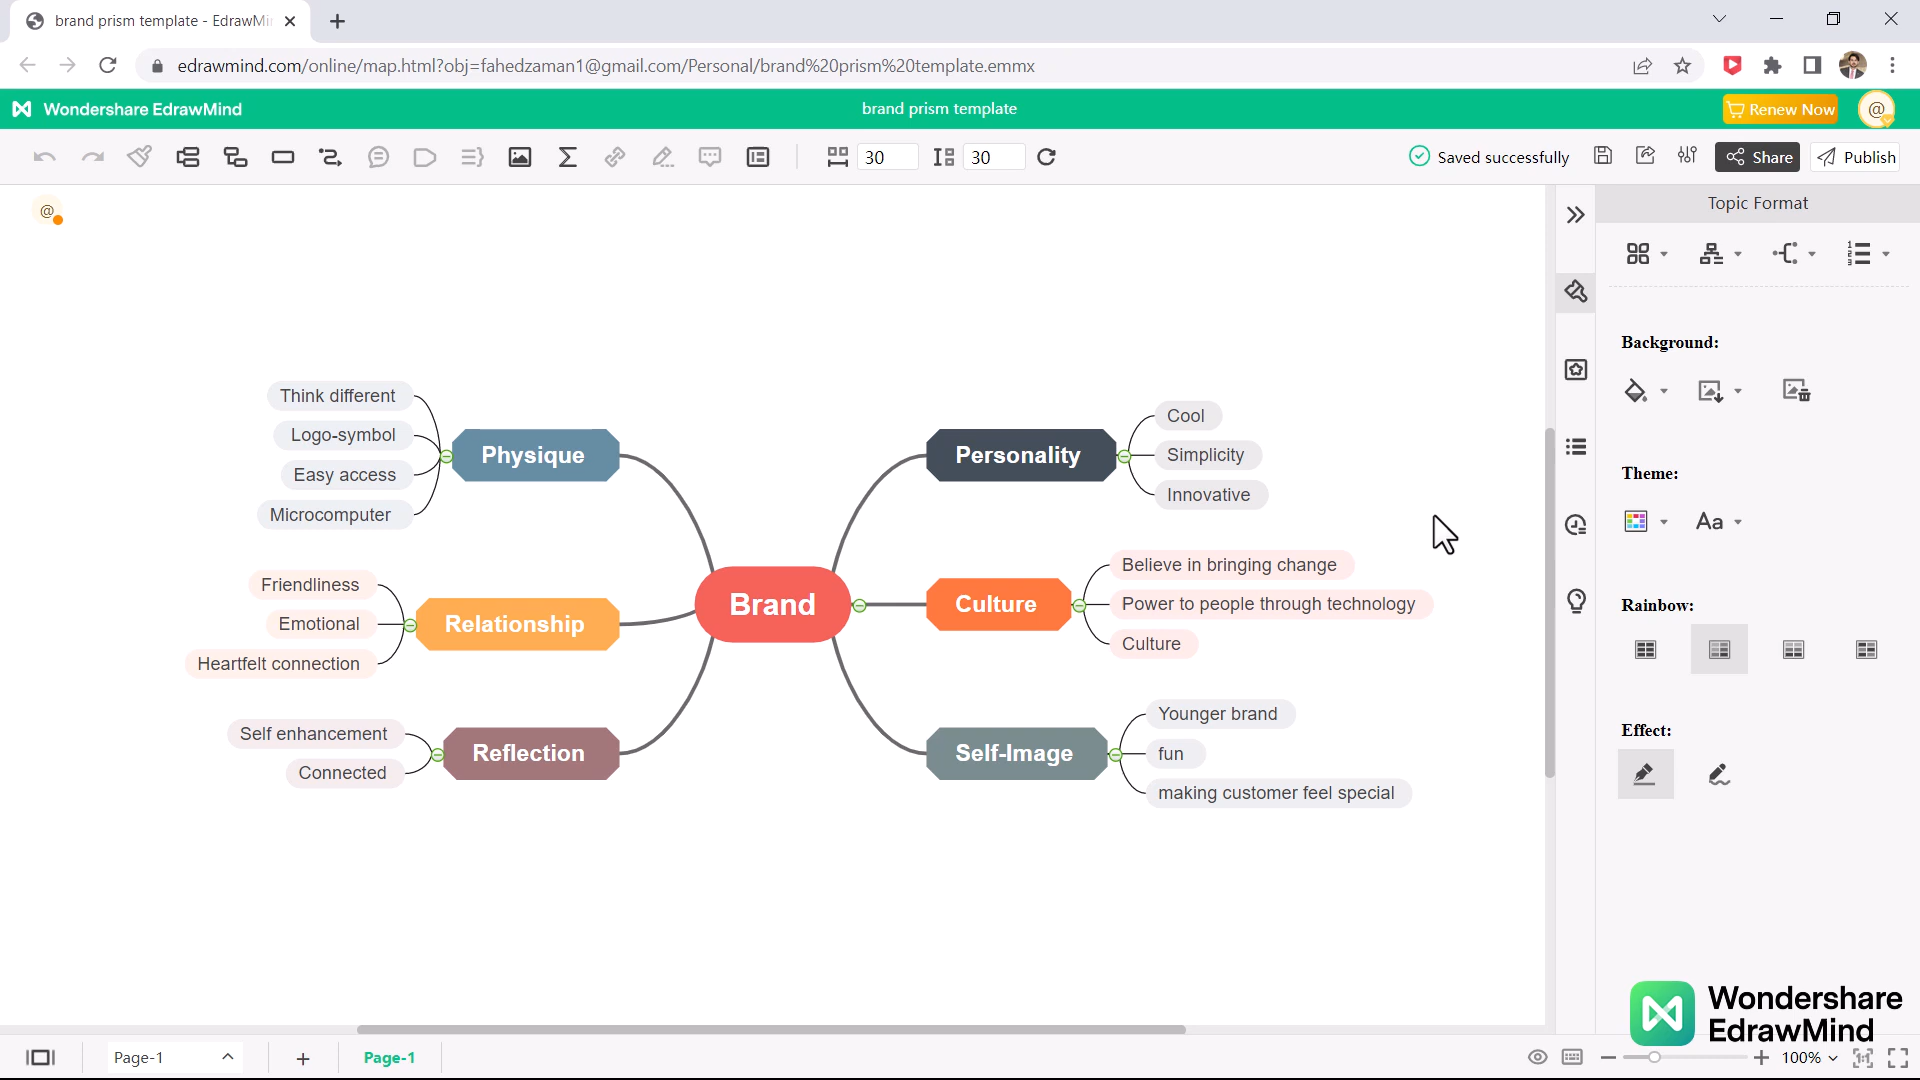 brand prism template - EdrawMi
edrawmind.com/online/map.html?obj=fahedzaman1@gmail.com/Personal/brand%20prism%20template.emmx
Wondershare EdrawMind
brand prism template
Renew Now
@
30
30
Saved successfully
Share
Publish
@
Topic Format
Background:
Theme:
Aa
Rainbow:
Effect:
Think different
Logo-symbol
Easy access
Microcomputer
Physique
Friendliness
Emotional
Heartfelt connection
Relationship
Self enhancement
Connected
Reflection
Brand
Personality
Cool
Simplicity
Innovative
Culture
Believe in bringing change
Power to people through technology
Culture
Self-Image
Younger brand
fun
making customer feel special
Wondershare
EdrawMind
Page-1
Page-1
100%